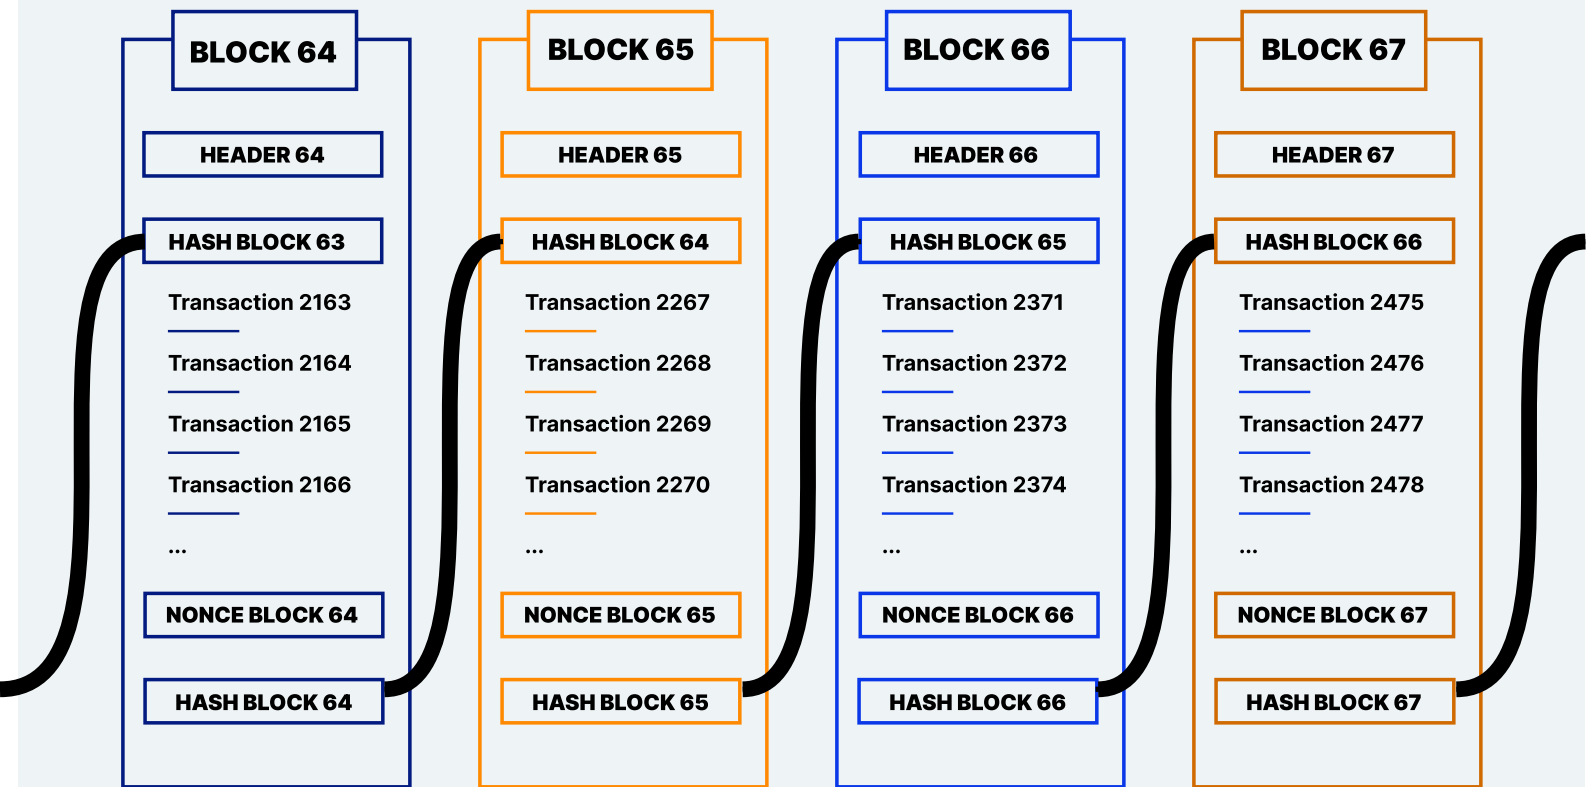 BLOCK 64
HEADER 64
HASH BLOCK 63
Transaction 2163
Transaction 2164
Transaction 2165
Transaction 2166
...
NONCE BLOCK 64
HASH BLOCK 64
BLOCK 65
HEADER 65
HASH BLOCK 64
Transaction 2267
Transaction 2268
Transaction 2269
Transaction 2270
...
NONCE BLOCK 65
HASH BLOCK 65
BLOCK 66
HEADER 66
HASH BLOCK 65
Transaction 2371
Transaction 2372
Transaction 2373
Transaction 2374
...
NONCE BLOCK 66
HASH BLOCK 66
BLOCK 67
HEADER 67
HASH BLOCK 66
Transaction 2475
Transaction 2476
Transaction 2477
Transaction 2478
...
NONCE BLOCK 67
HASH BLOCK 67